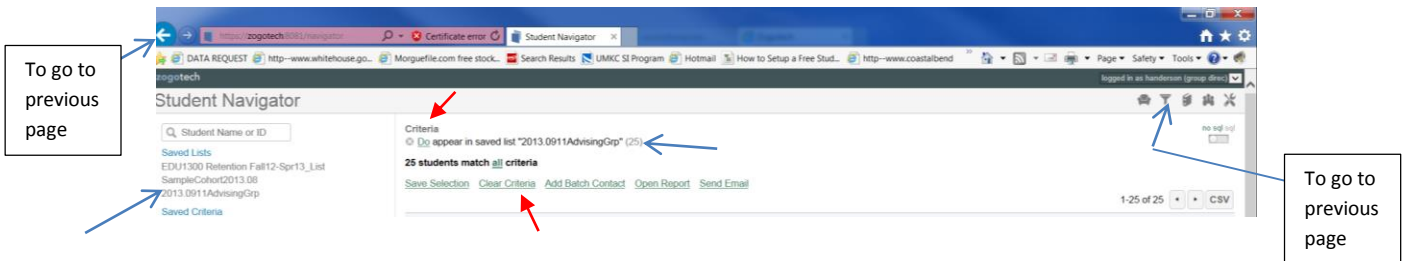 To go to
previous
page
https://zogotech:8081/navigator
Certificate error
Student Navigator
DATA REQUEST
http--www.whitehouse.go...
Morguefile.com free stock...
Search Results
UMKC SI Program
Hotmail
How to Setup a Free Stud...
http--www.coastalbend
»
Page
Safety
Tools
zogotech
logged in as handerson (group direc)
Student Navigator
Student Name or ID
Saved Lists
EDU1300 Retention Fall12-Spr13_List
SampleCohort2013.08
2013.0911AdvisingGrp
Saved Criteria
Criteria
Do appear in saved list "2013.0911AdvisingGrp" (25)
25 students match all criteria
Save Selection Clear Criteria Add Batch Contact Open Report Send Email
no sql sql
1-25 of 25 CSV
To go to
previous
page